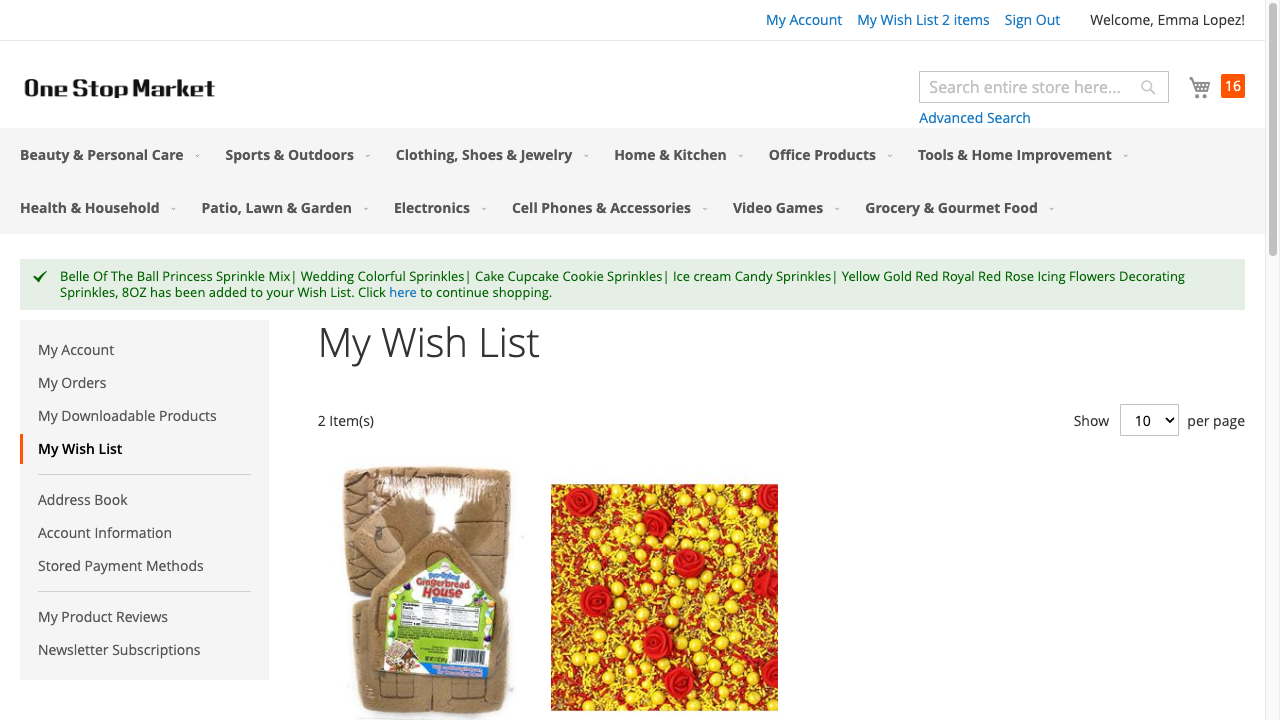 My Account My Wish List 2 items Sign Out Welcome, Emma Lopez!
One Stop Market
Search entire store here...
16
Advanced Search
Beauty & Personal Care Sports & Outdoors Clothing, Shoes & Jewelry Home & Kitchen Office Products Tools & Home Improvement
Health & Household Patio, Lawn & Garden Electronics Cell Phones & Accessories Video Games Grocery & Gourmet Food
Belle Of The Ball Princess Sprinkle Mix| Wedding Colorful Sprinkles| Cake Cupcake Cookie Sprinkles| Ice cream Candy Sprinkles| Yellow Gold Red Royal Red Rose Icing Flowers Decorating
Sprinkles, 8OZ has been added to your Wish List. Click here to continue shopping.
My Account
My Orders
My Downloadable Products
My Wish List
Address Book
Account Information
Stored Payment Methods
My Product Reviews
Newsletter Subscriptions
My Wish List
2 Item(s)
Show 10 per page
Gingerbread
House